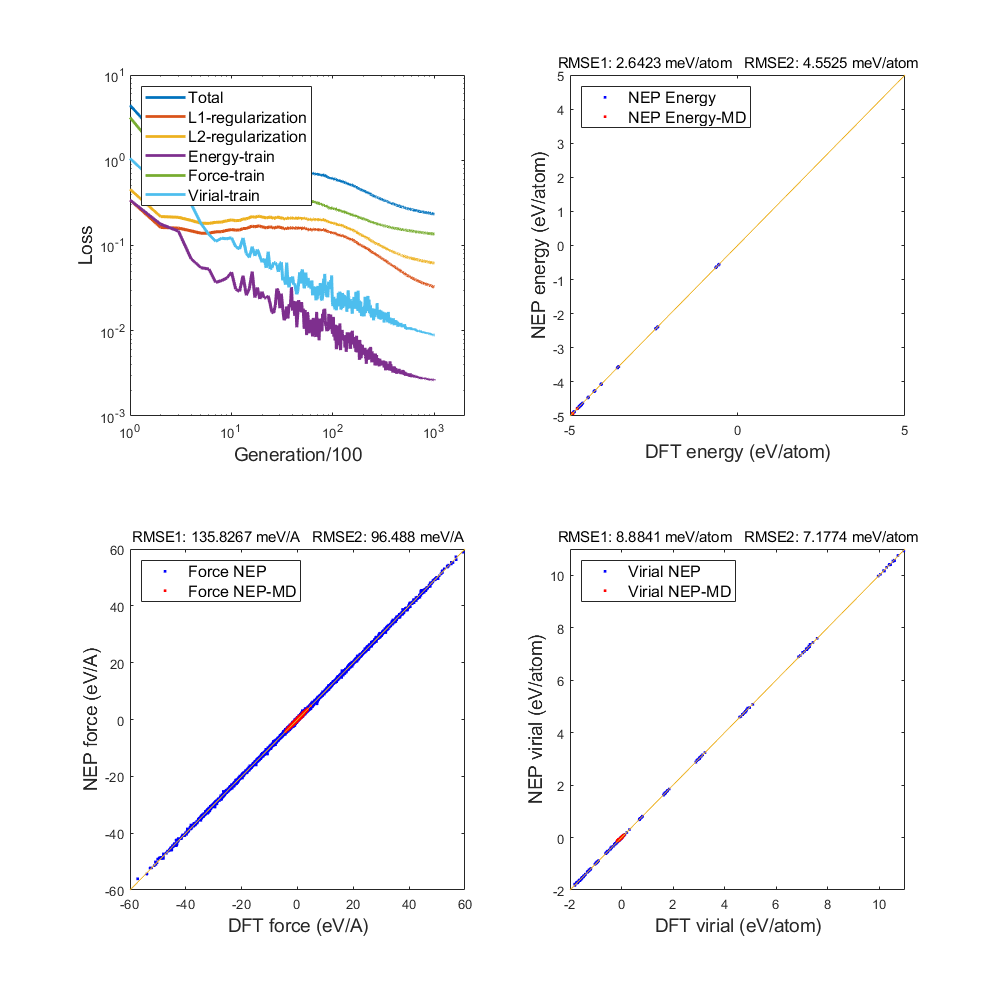 10^1
10^0
10^-1
10^-2
10^-3
Loss
Total
L1-regularization
L2-regularization
Energy-train
Force-train
Virial-train
10^0 10^1 10^2 10^3
Generation/100
RMSE1: 2.6423 meV/atom RMSE2: 4.5525 meV/atom
5
4
3
2
1
0
-1
-2
-3
-4
-5
NEP energy (eV/atom)
NEP Energy
NEP Energy-MD
-5 0 5
DFT energy (eV/atom)
RMSE1: 135.8267 meV/A RMSE2: 96.488 meV/A
60
40
20
0
-20
-40
-60
NEP force (eV/A)
Force NEP
Force NEP-MD
-60 -40 -20 0 20 40 60
DFT force (eV/A)
RMSE1: 8.8841 meV/atom RMSE2: 7.1774 meV/atom
10
8
6
4
2
0
-2
NEP virial (eV/atom)
Virial NEP
Virial NEP-MD
-2 0 2 4 6 8 10
DFT virial (eV/atom)